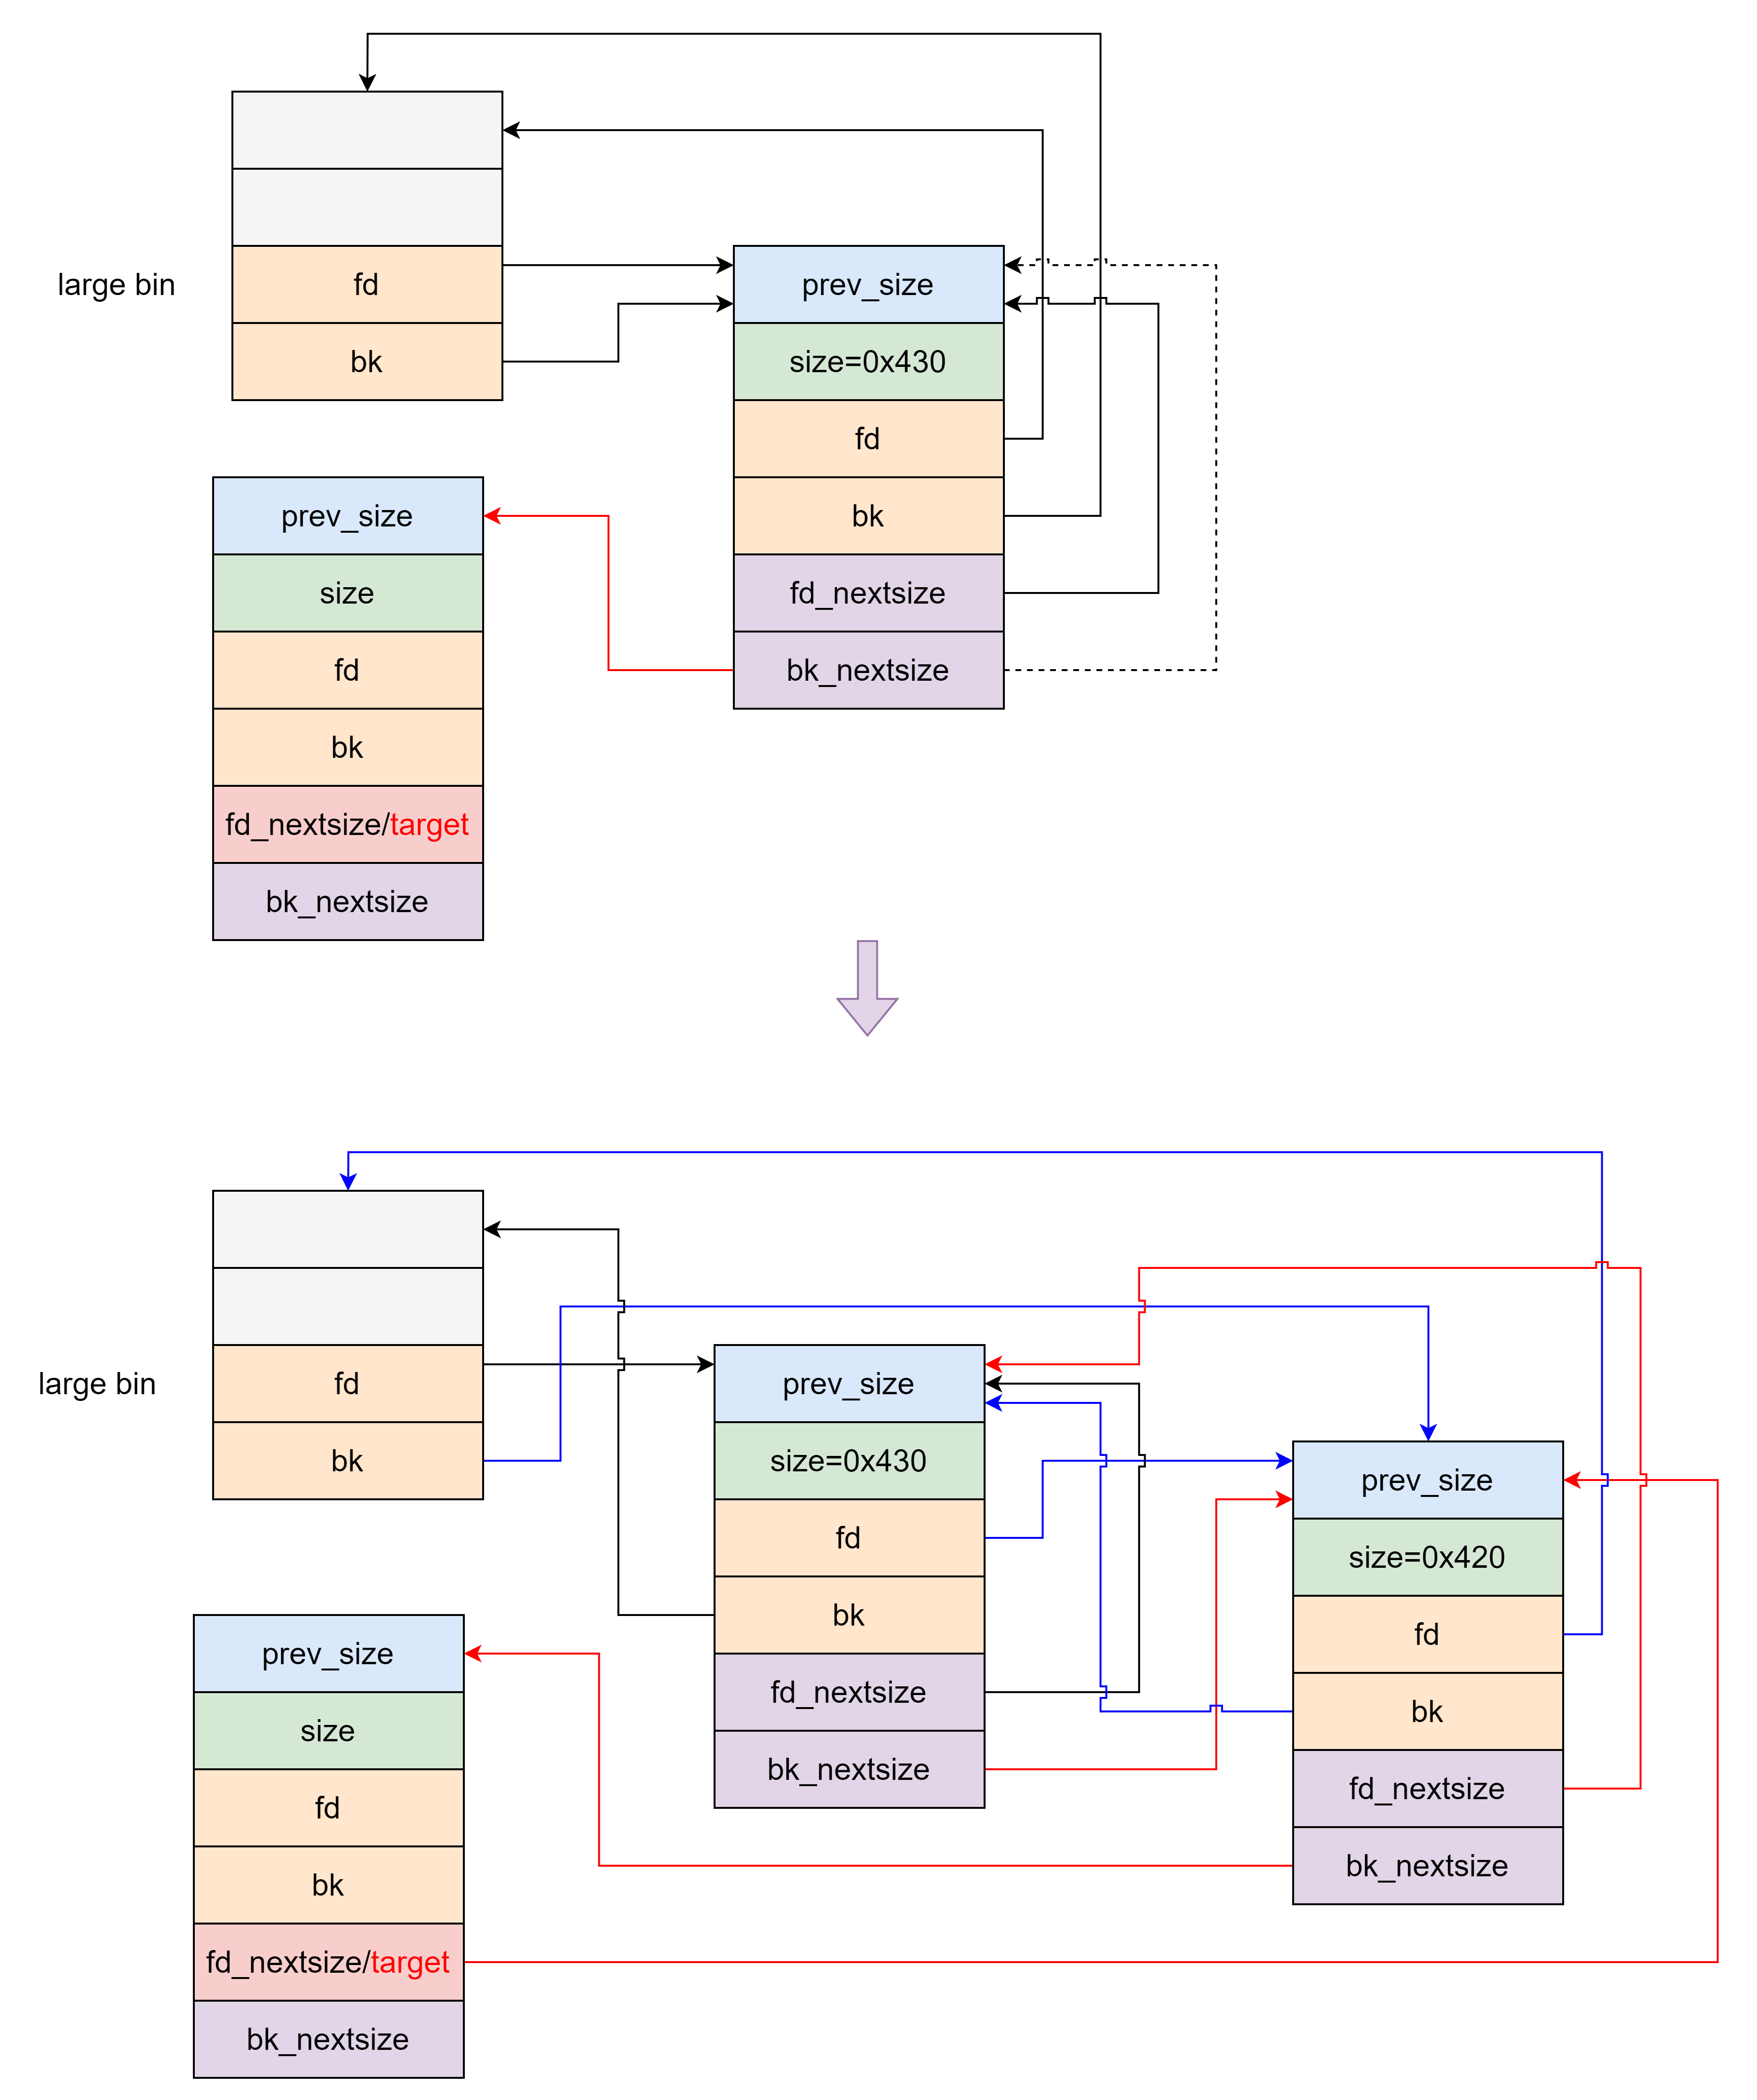 large bin
fd
bk
prev_size
size=0x430
fd
bk
fd_nextsize
bk_nextsize
prev_size
size
fd
bk
fd_nextsize/target
bk_nextsize
large bin
fd
bk
prev_size
size=0x430
fd
bk
fd_nextsize
bk_nextsize
prev_size
size=0x420
fd
bk
fd_nextsize
bk_nextsize
prev_size
size
fd
bk
fd_nextsize/target
bk_nextsize